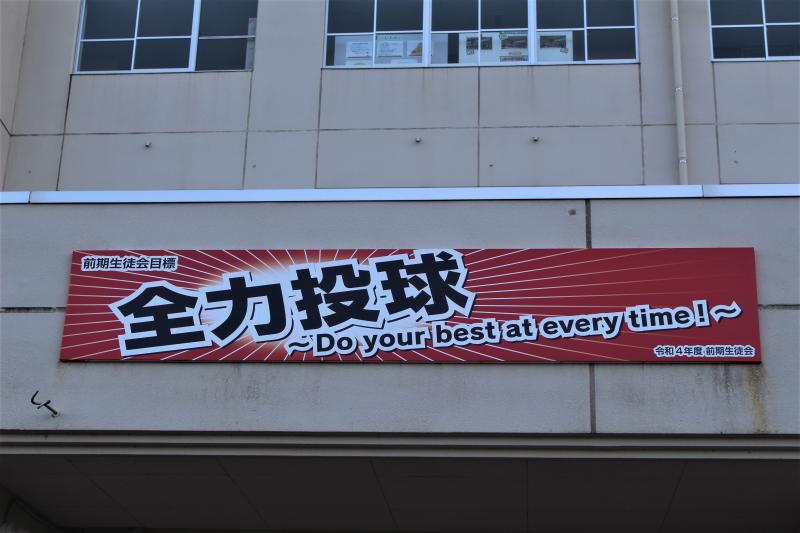 前期生徒会目標
全力投球
～Do your best at every time！～
令和４年度 前期生徒会